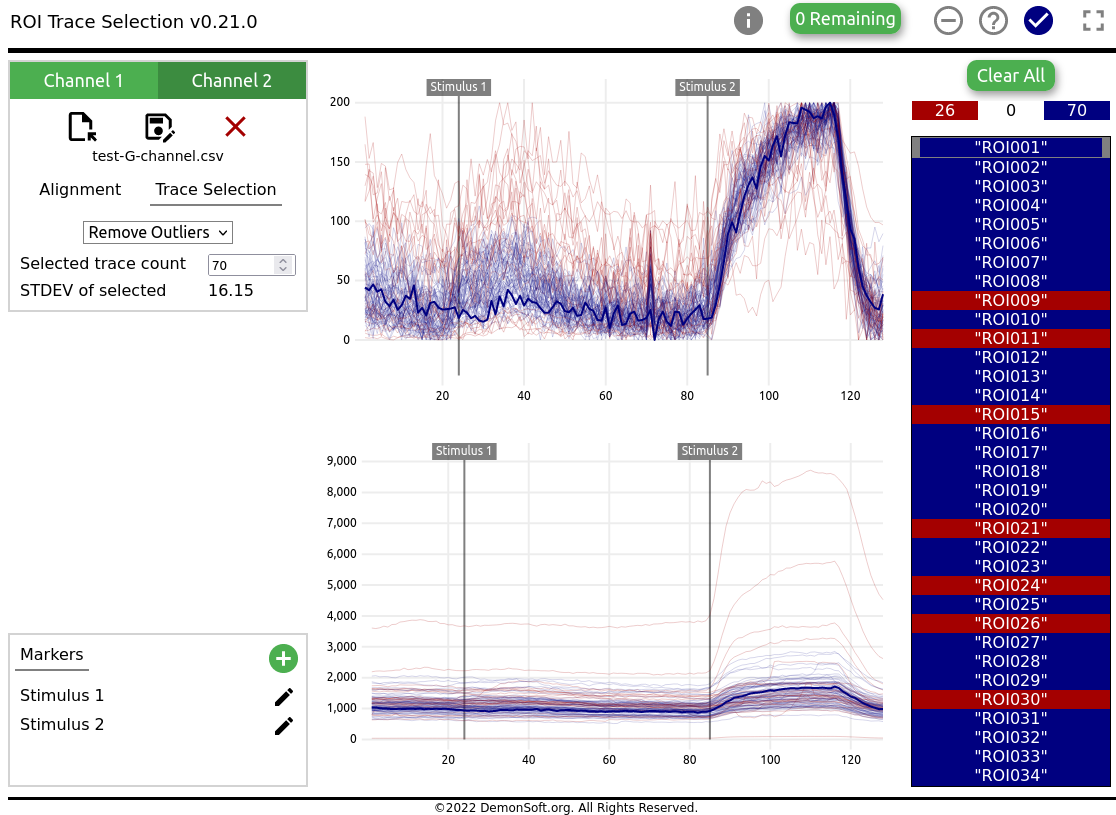 ROI Trace Selection v0.21.0
0 Remaining
Channel 1
Channel 2
test-G-channel.csv
Alignment
Trace Selection
Remove Outliers
Selected trace count
70
STDEV of selected
16.15
Markers
Stimulus 1
Stimulus 2
Stimulus 1
Stimulus 2
200
150
100
50
0
20 40 60 80 100 120
Stimulus 1
Stimulus 2
9,000
8,000
7,000
6,000
5,000
4,000
3,000
2,000
1,000
0
20 40 60 80 100 120
Clear All
26 0 70
"ROI001"
"ROI002"
"ROI003"
"ROI004"
"ROI005"
"ROI006"
"ROI007"
"ROI008"
"ROI009"
"ROI010"
"ROI011"
"ROI012"
"ROI013"
"ROI014"
"ROI015"
"ROI016"
"ROI017"
"ROI018"
"ROI019"
"ROI020"
"ROI021"
"ROI022"
"ROI023"
"ROI024"
"ROI025"
"ROI026"
"ROI027"
"ROI028"
"ROI029"
"ROI030"
"ROI031"
"ROI032"
"ROI033"
"ROI034"
©2022 DemonSoft.org. All Rights Reserved.